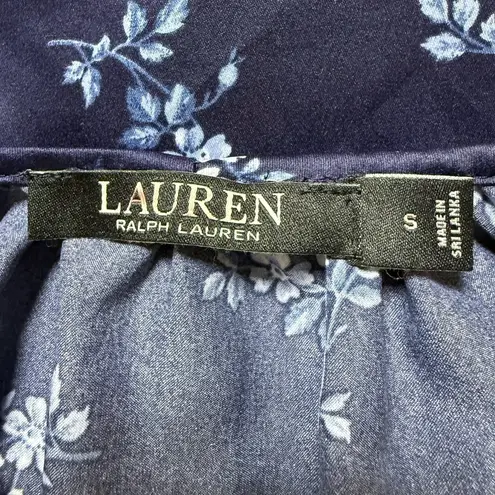 LAUREN
RALPH LAUREN
S
MADE IN
SRI LANKA